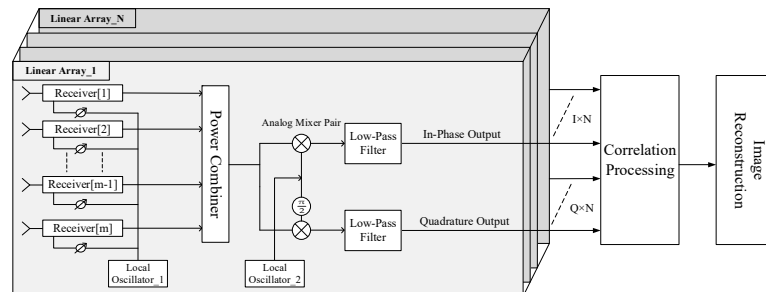 Linear Array_N
Linear Array_1
Receiver[1]
Receiver[2]
Receiver[m-1]
Receiver[m]
Local
Oscillator_1
Power Combiner
Analog Mixer Pair
π
2
Local
Oscillator_2
Low-Pass
Filter
Low-Pass
Filter
In-Phase Output
Quadrature Output
I×N
Q×N
Correlation
Processing
Image
Reconstruction